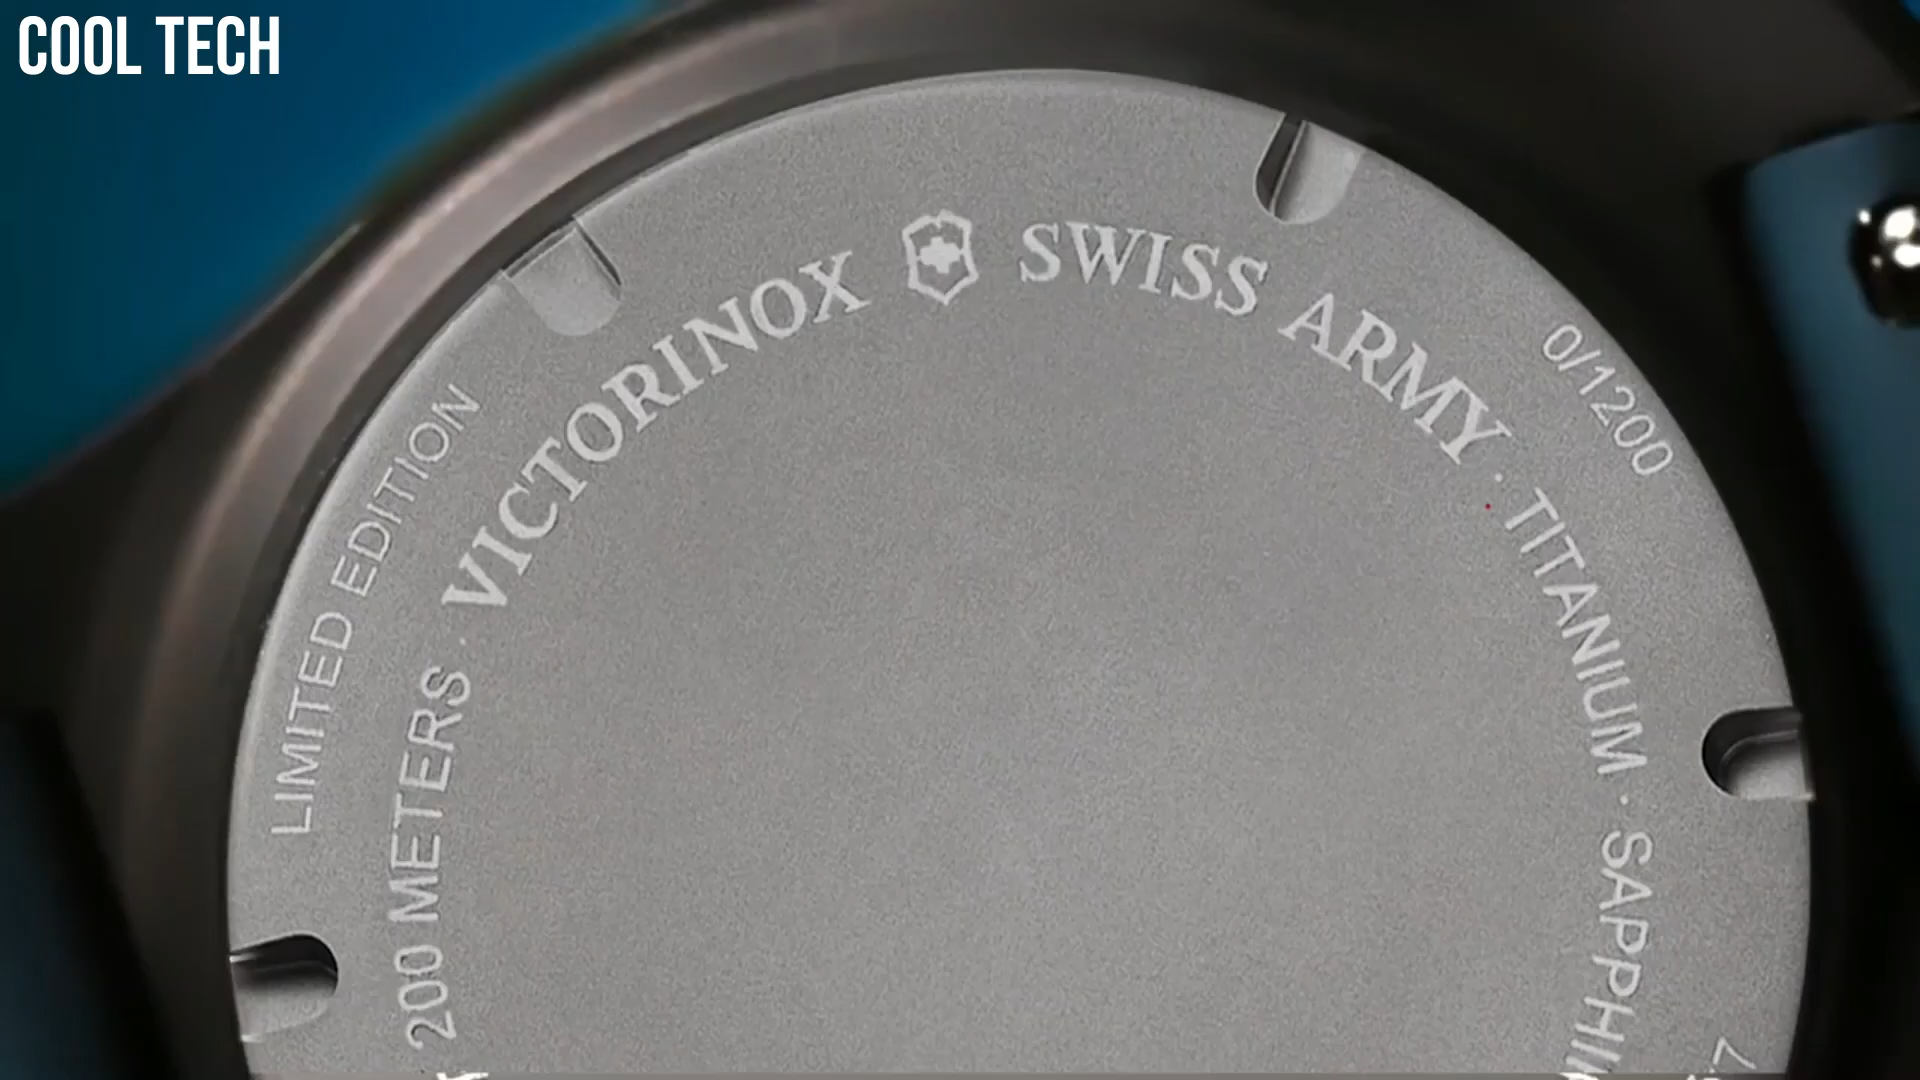 COOL TECH
LIMITED EDITION
200 METERS · VICTORINOX SWISS ARMY · TITANIUM ·
0/1200